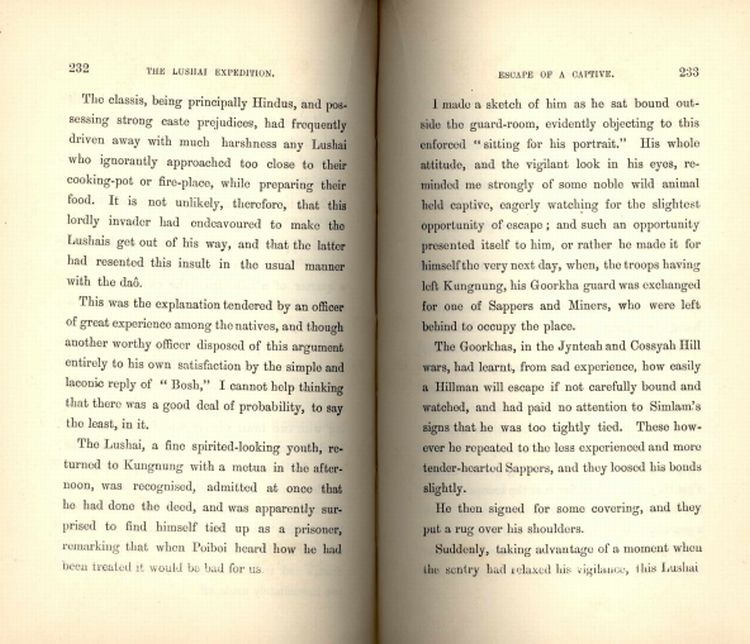 232
THE LUSHAI EXPEDITION.
The classis, being principally Hindus, and pos-
sessing strong caste prejudices, had frequently
driven away with much harshness any Lushai
who ignorantly approached too close to their
cooking-pot or fire-place, while preparing their
food. It is not unlikely, therefore, that this
lordly invader had endeavoured to make the
Lushais get out of his way, and that the latter
had resented this insult in the usual manner
with the daô.
This was the explanation tendered by an officer
of great experience among the natives, and though
another worthy officer disposed of this argument
entirely to his own satisfaction by the simple and
laconic reply of " Bosh," I cannot help thinking
that there was a good deal of probability, to say
the least, in it.
The Lushai, a fine spirited-looking youth, re-
turned to Kungnung with a metua in the after-
noon, was recognised, admitted at once that
he had done the deed, and was apparently sur-
prised to find himself tied up as a prisoner,
remarking that when Poiboi heard how he had
been treated it would be bad for us.
ESCAPE OF A CAPTIVE.
233
I made a sketch of him as he sat bound out-
side the guard-room, evidently objecting to this
enforced " sitting for his portrait." His whole
attitude, and the vigilant look in his eyes, re-
minded me strongly of some noble wild animal
held captive, eagerly watching for the slightest
opportunity of escape ; and such an opportunity
presented itself to him, or rather he made it for
himself the very next day, when, the troops having
left Kungnung, his Goorkha guard was exchanged
for one of Sappers and Miners, who were left
behind to occupy the place.
The Goorkhas, in the Jynteah and Cossyah Hill
wars, had learnt, from sad experience, how easily
a Hillman will escape if not carefully bound and
watched, and had paid no attention to Simlam's
signs that he was too tightly tied. These how-
ever he repeated to the less experienced and more
tender-hearted Sappers, and they loosed his bonds
slightly.
He then signed for some covering, and they
put a rug over his shoulders.
Suddenly, taking advantage of a moment when
the sentry had relaxed his vigilance, this Lushai